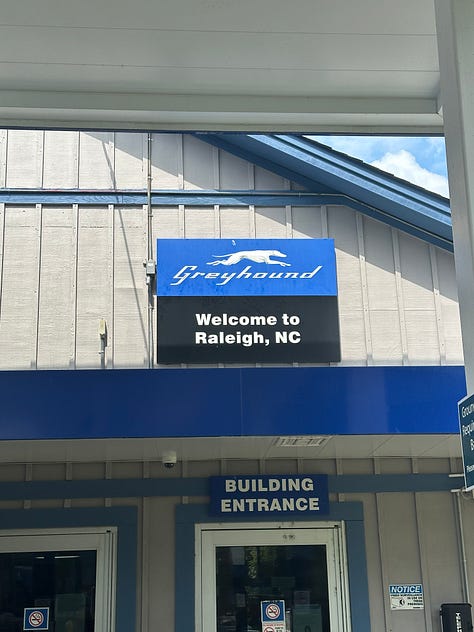 Greyhound
Welcome to
Raleigh, NC
BUILDING
ENTRANCE
NOTICE